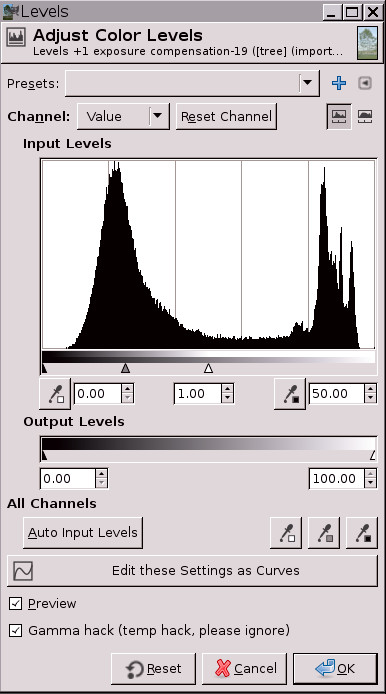 Levels
Adjust Color Levels
Levels +1 exposure compensation-19 ([tree] (import...
Presets:
Channel: Value Reset Channel
Input Levels
0.00 1.00 50.00
Output Levels
0.00 100.00
All Channels
Auto Input Levels
Edit these Settings as Curves
Preview
Gamma hack (temp hack, please ignore)
Reset Cancel OK